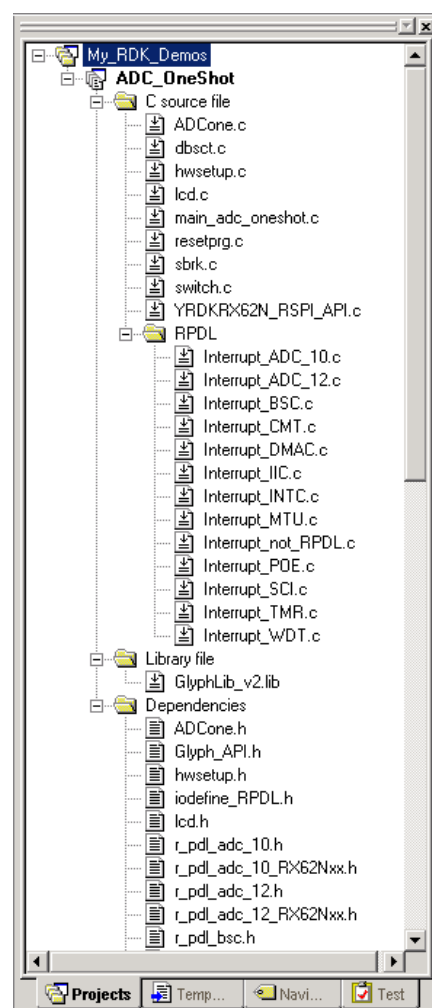 My_RDK_Demos
ADC_OneShot
C source file
ADCone.c
dbsct.c
hwsetup.c
lcd.c
main_adc_oneshot.c
resetprg.c
sbrk.c
switch.c
YRDKRX62N_RSPI_API.c
RPDL
Interrupt_ADC_10.c
Interrupt_ADC_12.c
Interrupt_BSC.c
Interrupt_CMT.c
Interrupt_DMAC.c
Interrupt_IIC.c
Interrupt_INTC.c
Interrupt_MTU.c
Interrupt_not_RPDL.c
Interrupt_POE.c
Interrupt_SCI.c
Interrupt_TMR.c
Interrupt_WDT.c
Library file
GlyphLib_v2.lib
Dependencies
ADCone.h
Glyph_API.h
hwsetup.h
iodefine_RPDL.h
lcd.h
r_pdl_adc_10.h
r_pdl_adc_10_RX62Nxx.h
r_pdl_adc_12.h
r_pdl_adc_12_RX62Nxx.h
r_pdl_bsc.h
Projects Temp... Navi... Test